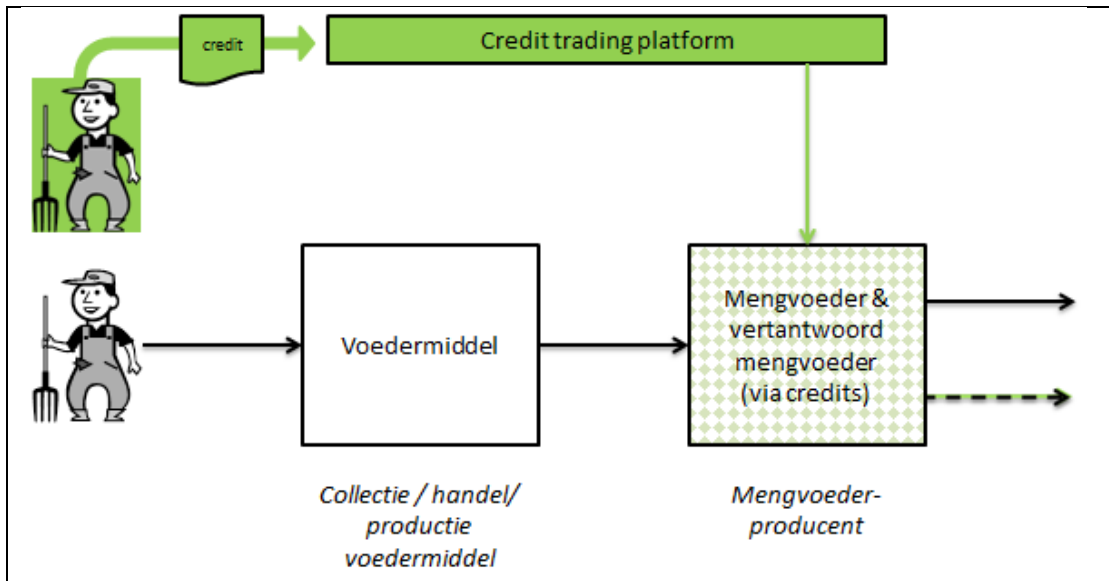 credit
Credit trading platform
Voedermiddel
Mengvoeder &
vertantwoord
mengvoeder
(via credits)
Collectie / handel/
productie
voedermiddel
Mengvoeder-
producent